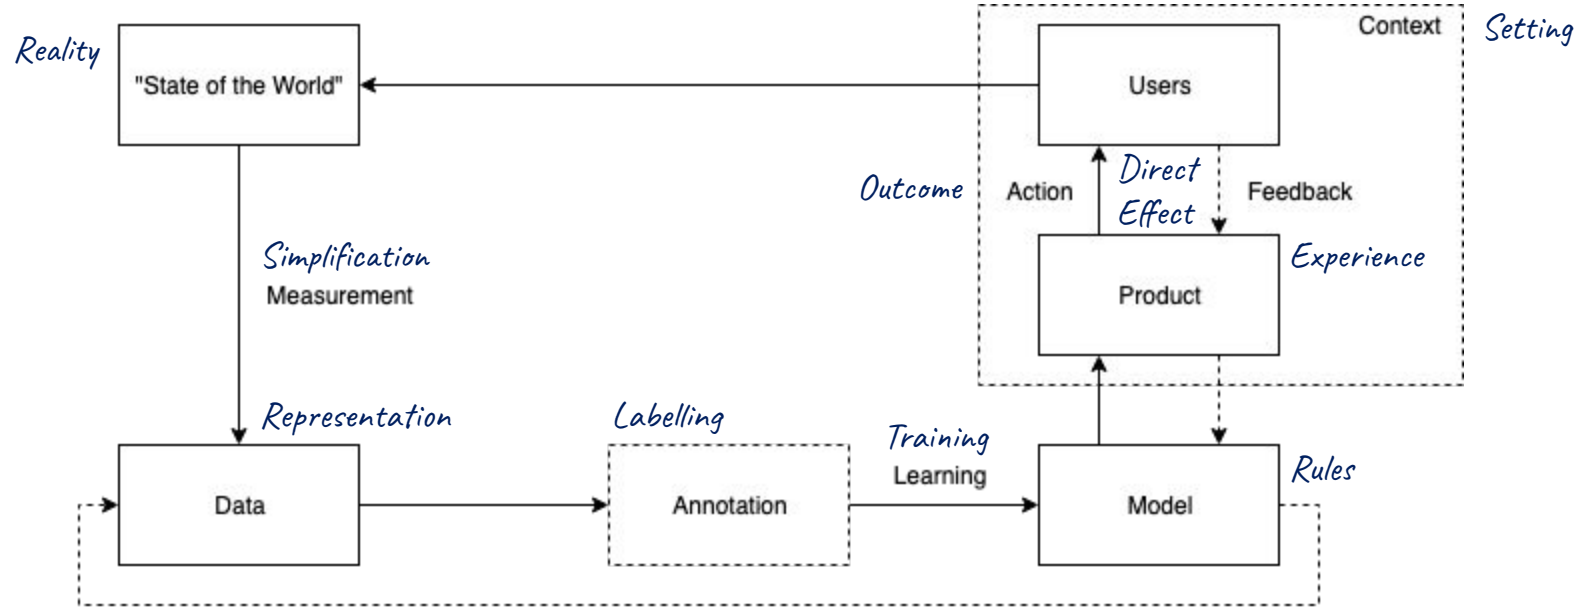 Context
Setting
Reality
"State of the World"
Users
Direct
Effect
Outcome
Action
Feedback
Simplification
Measurement
Experience
Product
Representation
Labelling
Training
Learning
Rules
Data
Annotation
Model